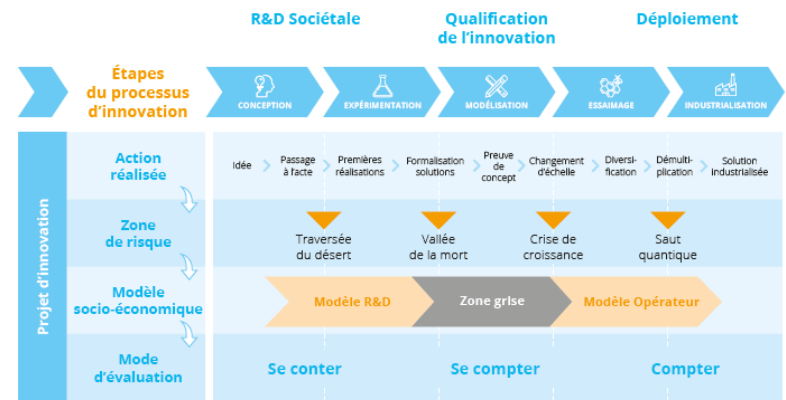 R&D Sociétale
Qualification
de l'innovation
Déploiement
Étapes
du processus
d'innovation
CONCEPTION
EXPÉRIMENTATION
MODÉLISATION
ESSAIMAGE
INDUSTRIALISATION
Projet d'innovation
Action
réalisée
Idée
Passage
à l'acte
Premières
réalisations
Formalisation
solutions
Preuve
de
concept
Changement
d'échelle
Diversi-
fication
Démulti-
plication
Solution
industrialisée
Zone
de risque
Traversée
du désert
Vallée
de la mort
Crise de
croissance
Saut
quantique
Modèle
socio-économique
Modèle R&D
Zone grise
Modèle Opérateur
Mode
d'évaluation
Se conter
Se compter
Compter